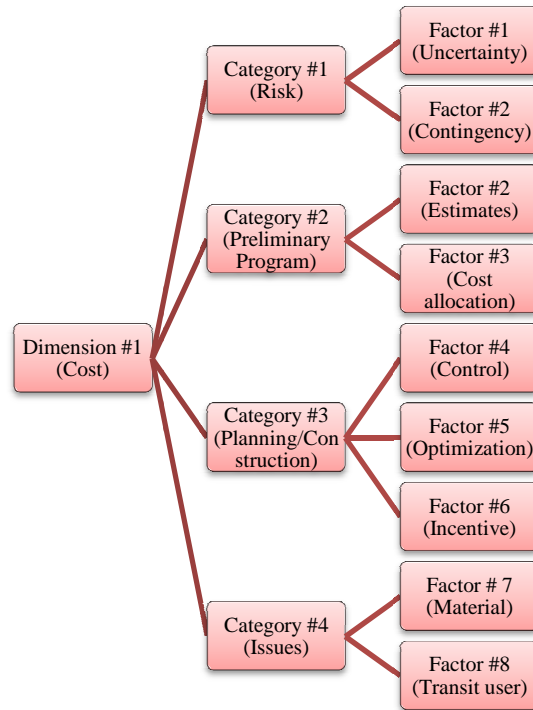 Dimension #1
(Cost)
Category #1
(Risk)
Factor #1
(Uncertainty)
Factor #2
(Contingency)
Category #2
(Preliminary
Program)
Factor #2
(Estimates)
Factor #3
(Cost
allocation)
Category #3
(Planning/Con
struction)
Factor #4
(Control)
Factor #5
(Optimization)
Factor #6
(Incentive)
Category #4
(Issues)
Factor # 7
(Material)
Factor #8
(Transit user)